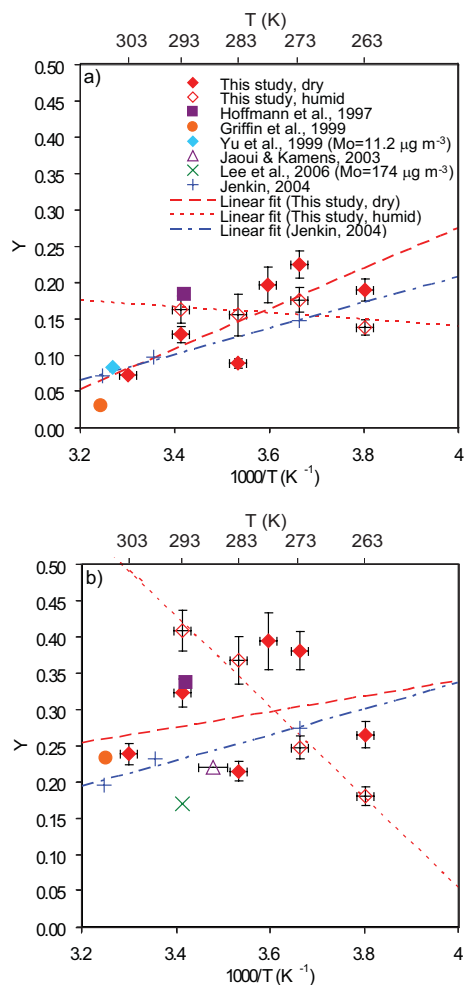 T (K)
303 293 283 273 263
0.50
a)
This study, dry
0.45
This study, humid
0.40
Hoffmann et al., 1997
Griffin et al., 1999
0.35
Yu et al., 1999 (Mo=11.2 µg m-3)
Jaoui & Kamens, 2003
0.30
Lee et al., 2006 (Mo=174 µg m-3)
Jenkin, 2004
Y
0.25
Linear fit (This study, dry)
Linear fit (This study, humid)
0.20
Linear fit (Jenkin, 2004)
0.15
0.10
0.05
0.00
3.2 3.4 3.6 3.8 4
1000/T (K-1)
T (K)
303 293 283 273 263
0.50
b)
0.45
0.40
0.35
0.30
Y
0.25
0.20
0.15
0.10
0.05
0.00
3.2 3.4 3.6 3.8 4
1000/T (K-1)